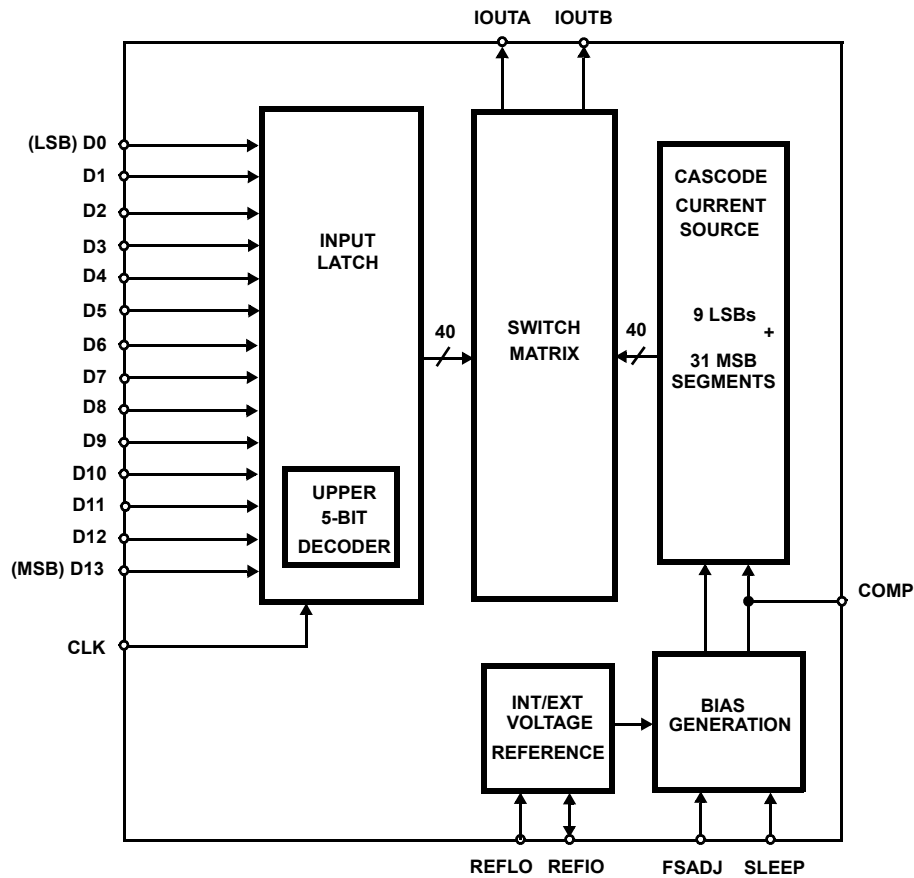 IOUTA IOUTB
(LSB) D0
D1
D2
D3
D4
D5
D6
D7
D8
D9
D10
D11
D12
(MSB) D13
CLK
INPUT
LATCH
UPPER
5-BIT
DECODER
40
SWITCH
MATRIX
40
CASCODE
CURRENT
SOURCE
9 LSBs
+
31 MSB
SEGMENTS
COMP
INT/EXT
VOLTAGE
REFERENCE
BIAS
GENERATION
REFLO REFIO FSADJ SLEEP